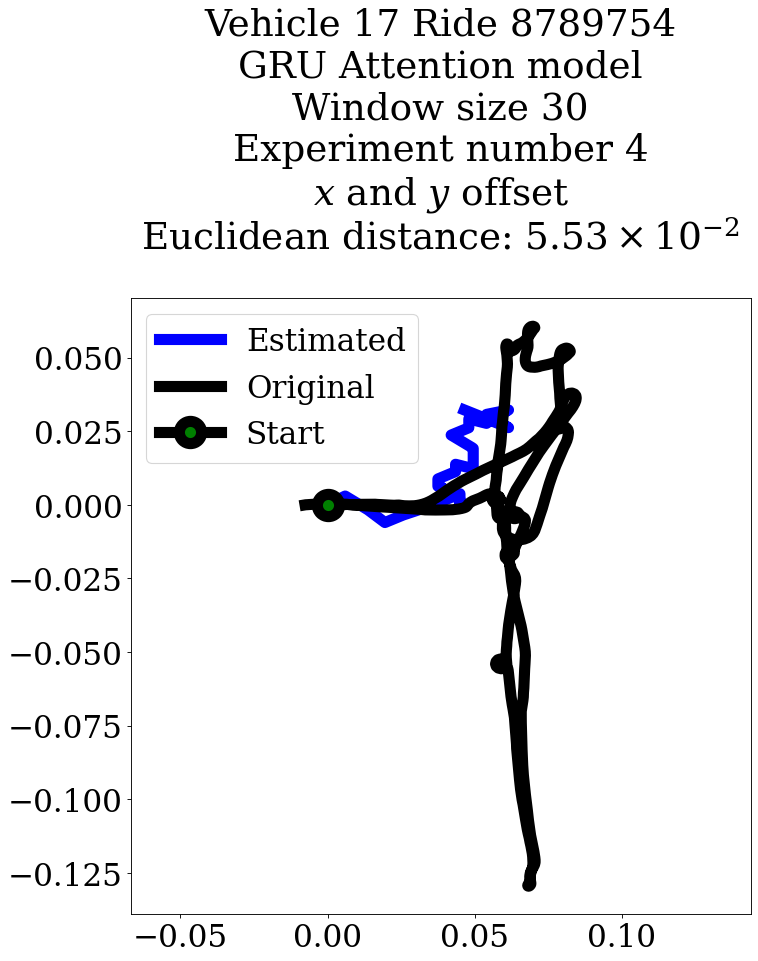 Vehicle 17 Ride 8789754
GRU Attention model
Window size 30
Experiment number 4
x and y offset
Euclidean distance: 5.53 × 10⁻²
Estimated
Original
Start
0.050
0.025
0.000
−0.025
−0.050
−0.075
−0.100
−0.125
−0.05 0.00 0.05 0.10